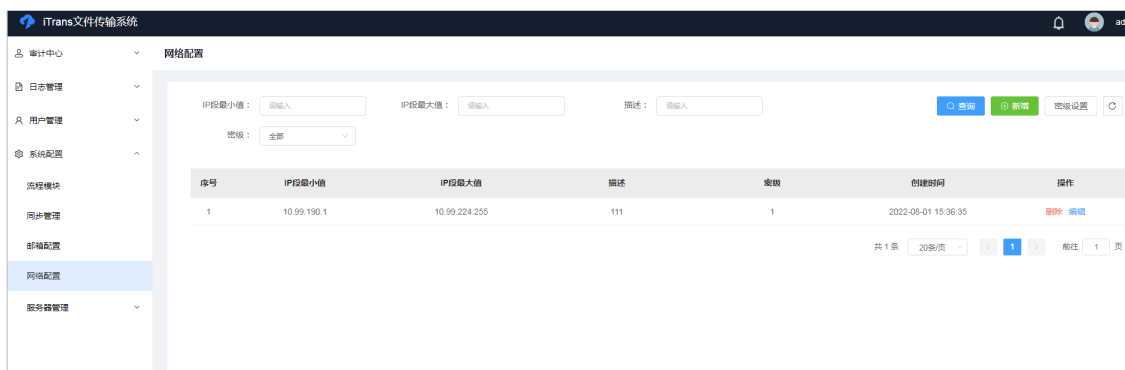 iTrans文件传输系统
ad
审计中心
网络配置
日志管理
用户管理
系统配置
流程模块
同步管理
邮箱配置
网络配置
服务器管理
IP段最小值： 请输入 IP段最大值： 请输入 描述： 请输入 查询 新增 密级设置
密级： 全部
序号 IP段最小值 IP段最大值 描述 密级 创建时间 操作
1 10.99.190.1 10.99.224.255 111 1 2022-08-01 15:36:35 删除 编辑
共 1 条 20条/页 1 前往 1 页